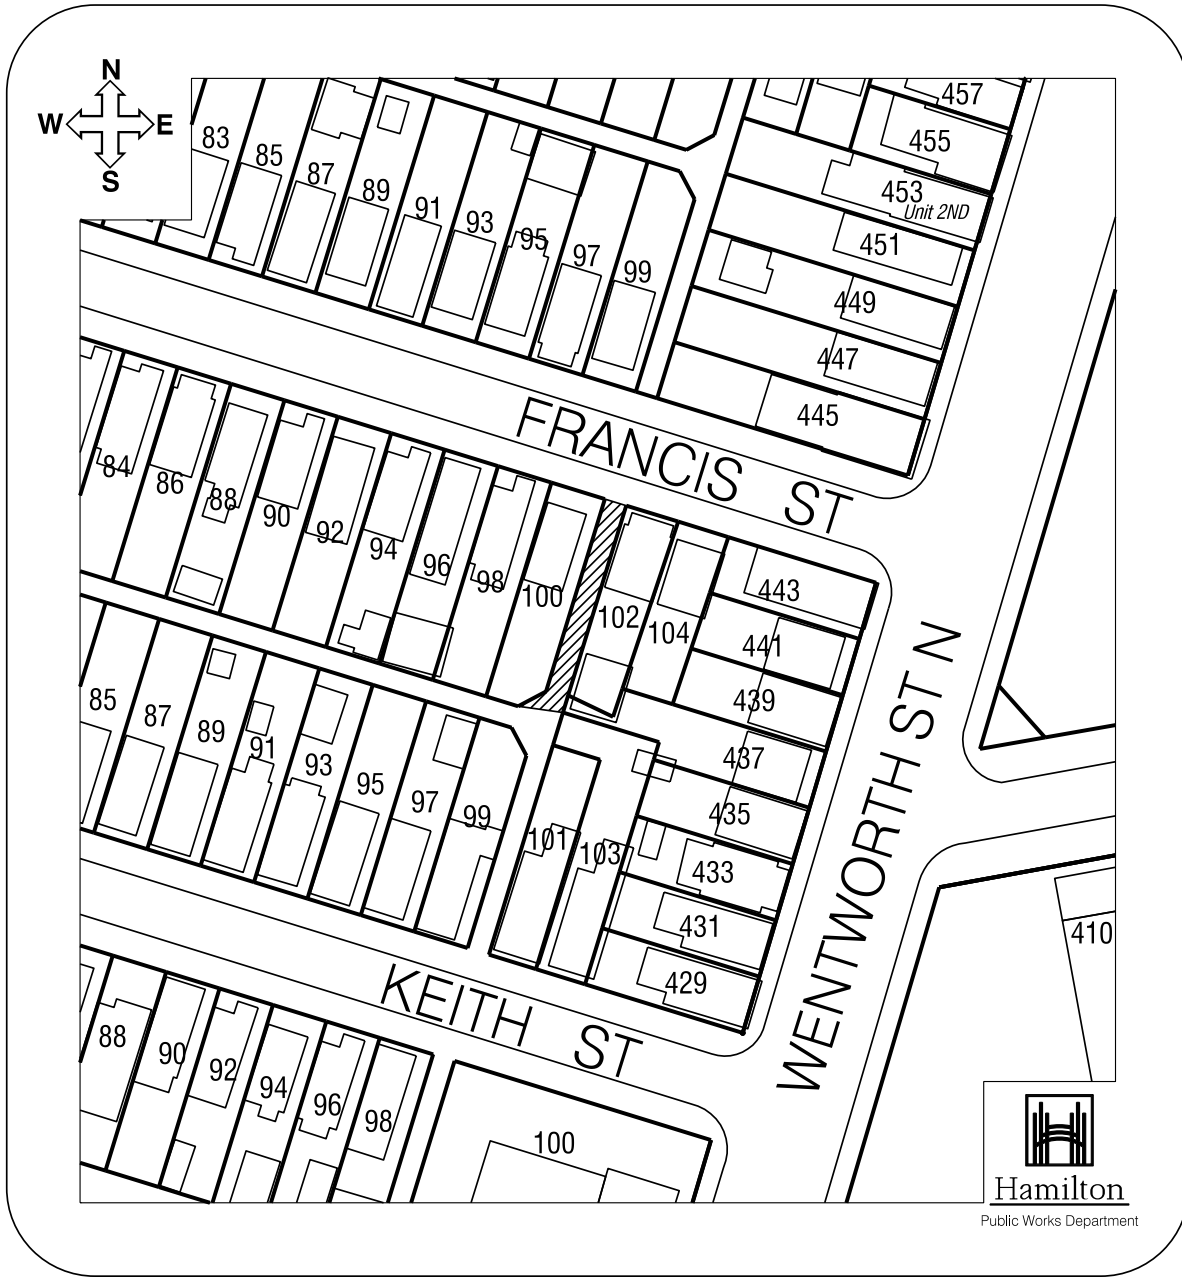 N
W E
S
83 85 87 89 91 93 95 97 99
457
455
453
Unit 2ND
451
449
447
445
FRANCIS ST
84 86 88 90 92 94 96 98 100 102 104
443
441
439
437
435
433
431
429
WENTWORTH ST N
85 87 89 91 93 95 97 99 101 103
410
KEITH ST
88 90 92 94 96 98 100
Hamilton
Public Works Department